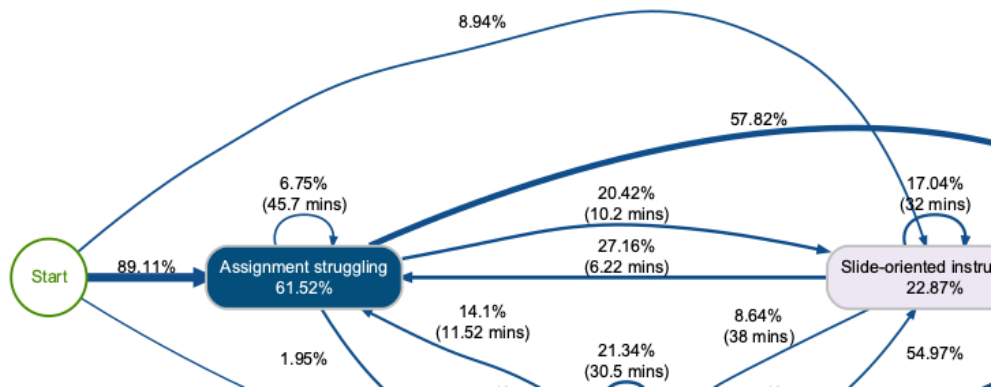 8.94%
57.82%
6.75%
(45.7 mins)
17.04%
(32 mins)
20.42%
(10.2 mins)
27.16%
(6.22 mins)
Start
89.11%
Assignment struggling
61.52%
Slide-oriented
22.87%
14.1%
(11.52 mins)
8.64%
(38 mins)
1.95%
21.34%
(30.5 mins)
54.97%